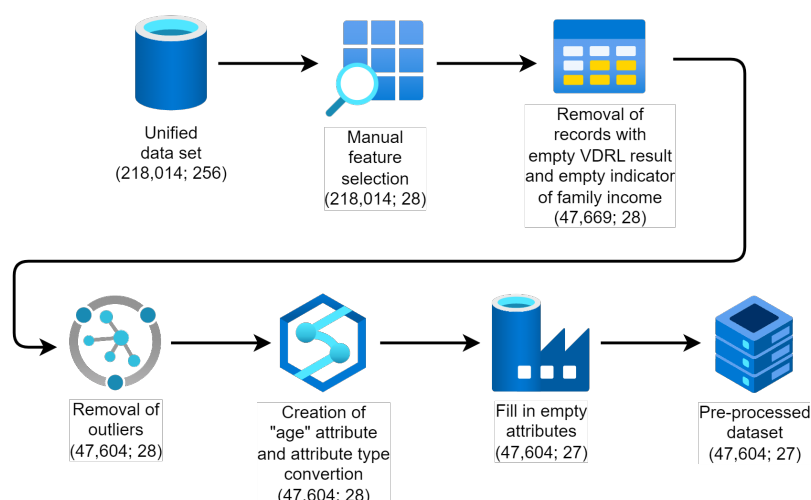 Unified
data set
(218,014; 256)
Manual
feature
selection
(218,014; 28)
Removal of
records with
empty VDRL result
and empty indicator
of family income
(47,669; 28)
Removal of
outliers
(47,604; 28)
Creation of
"age" attribute
and attribute type
convertion
(47,604; 28)
Fill in empty
attributes
(47,604; 27)
Pre-processed
dataset
(47,604; 27)